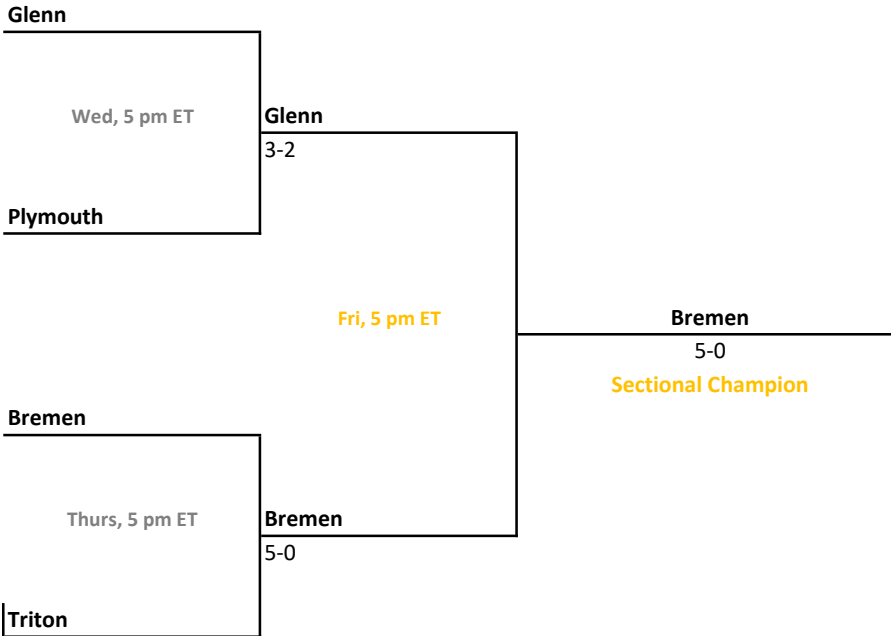 Glenn
Wed, 5 pm ET
Glenn
3-2
Plymouth
Fri, 5 pm ET
Bremen
5-0
Sectional Champion
Bremen
Thurs, 5 pm ET
Bremen
5-0
Triton